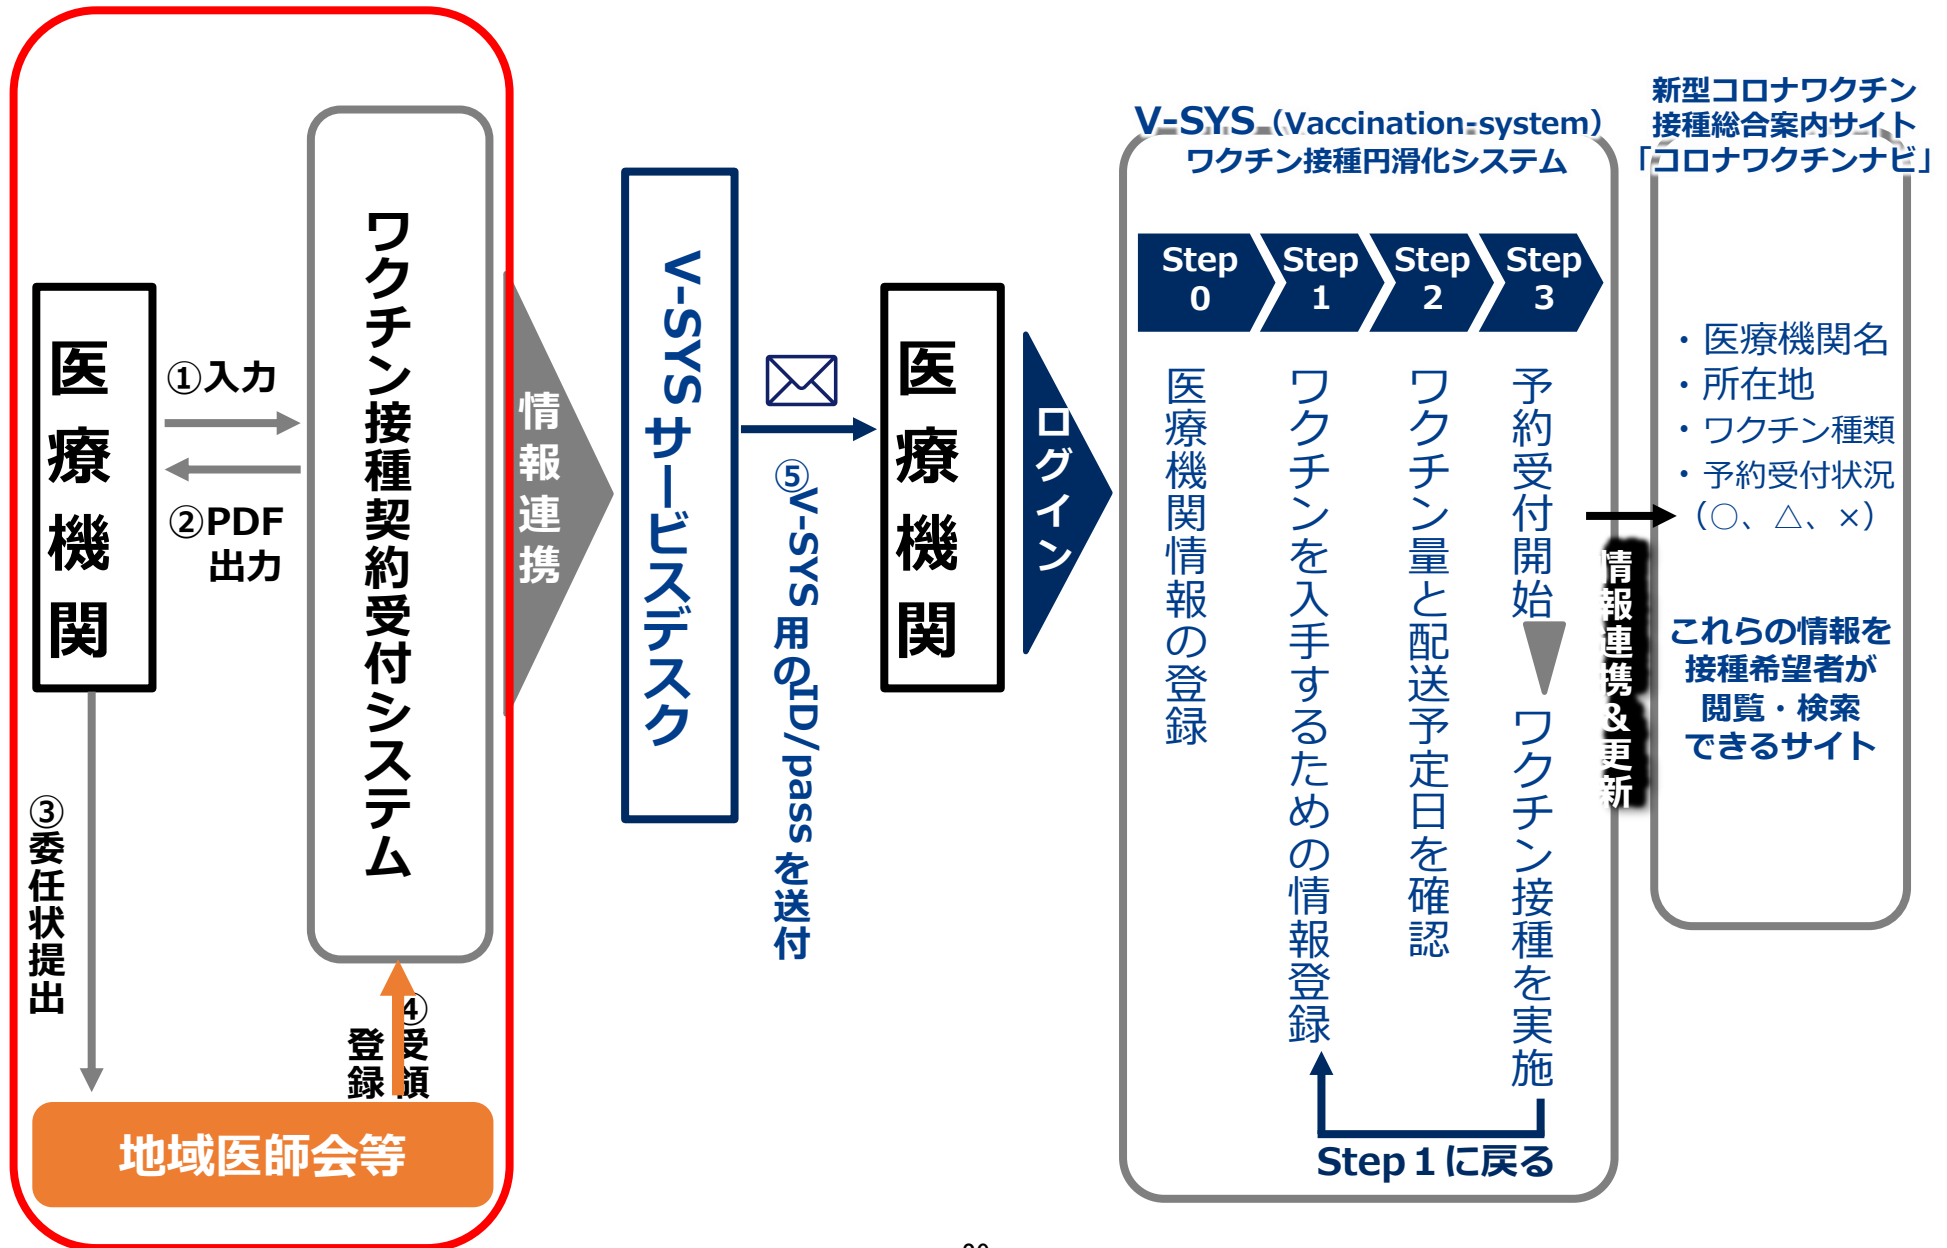 医療機関
①入力
②PDF
出力
③委任状提出
ワクチン接種契約受付システム
④受領
登録
地域医師会等
情報連携
V-SYSサービスデスク
⑤V-SYS用のID/passを送付
医療機関
ログイン
V-SYS（Vaccination-system）
ワクチン接種円滑化システム
Step
0
Step
1
Step
2
Step
3
医療機関情報の登録
ワクチンを入手するための情報登録
ワクチン量と配送予定日を確認
予約受付開始
ワクチン接種を実施
Step１に戻る
情報連携&更新
新型コロナワクチン
接種総合案内サイト
「コロナワクチンナビ」
・医療機関名
・所在地
・ワクチン種類
・予約受付状況
（○、△、×）
これらの情報を
接種希望者が
閲覧・検索
できるサイト